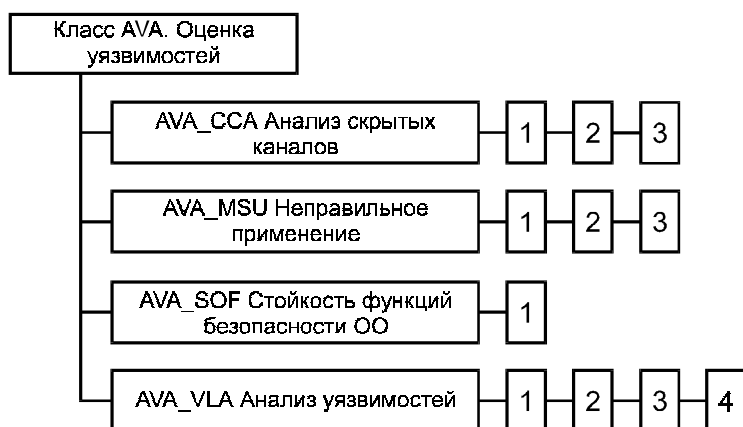 Класс AVA. Оценка
уязвимостей
AVA_CCA Анализ скрытых
каналов
1 2 3
AVA_MSU Неправильное
применение
1 2 3
AVA_SOF Стойкость функций
безопасности ОО
1
AVA_VLA Анализ уязвимостей 1 2 3 4